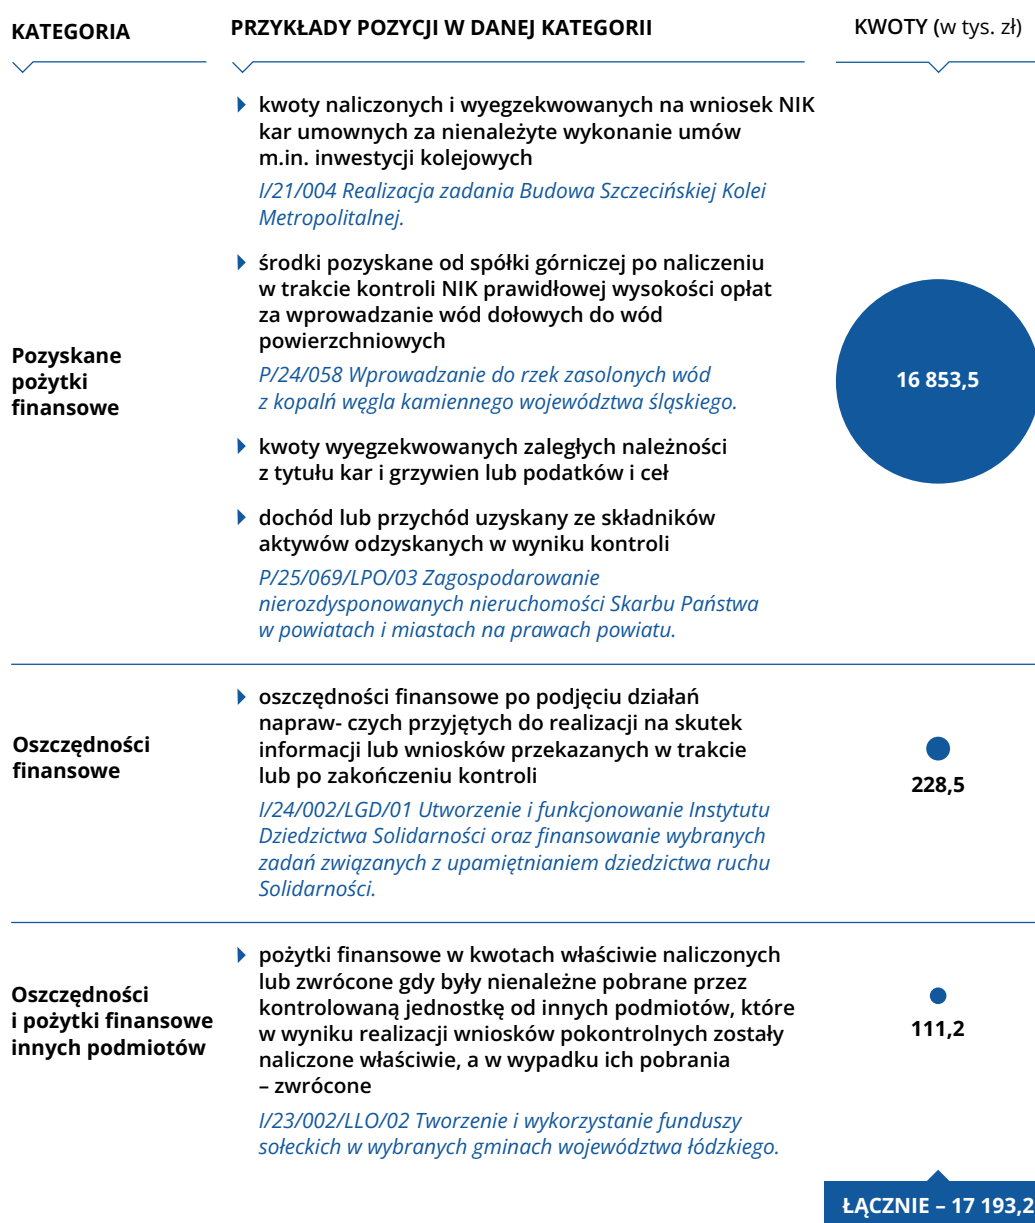 KATEGORIA
PRZYKŁADY POZYCJI W DANEJ KATEGORII
KWOTY (w tys. zł)
Pozyskane
pożytki
finansowe
kwoty naliczonych i wyegzekwowanych na wniosek NIK
kar umownych za nienależyte wykonanie umów
m.in. inwestycji kolejowych
I/21/004 Realizacja zadania Budowa Szczecińskiej Kolei
Metropolitalnej.
środki pozyskane od spółki górniczej po naliczeniu
w trakcie kontroli NIK prawidłowej wysokości opłat
za wprowadzanie wód dołowych do wód
powierzchniowych
P/24/058 Wprowadzanie do rzek zasolonych wód
z kopalń węgla kamiennego województwa śląskiego.
kwoty wyegzekwowanych zaległych należności
z tytułu kar i grzywien lub podatków i ceł
dochód lub przychód uzyskany ze składników
aktywów odzyskanych w wyniku kontroli
P/25/069/LPO/03 Zagospodarowanie
nierozdysponowanych nieruchomości Skarbu Państwa
w powiatach i miastach na prawach powiatu.
16 853,5
Oszczędności
finansowe
oszczędności finansowe po podjęciu działań
napraw- czych przyjętych do realizacji na skutek
informacji lub wniosków przekazanych w trakcie
lub po zakończeniu kontroli
I/24/002/LGD/01 Utworzenie i funkcjonowanie Instytutu
Dziedzictwa Solidarności oraz finansowanie wybranych
zadań związanych z upamiętnianiem dziedzictwa ruchu
Solidarności.
228,5
Oszczędności
i pożytki finansowe
innych podmiotów
pożytki finansowe w kwotach właściwie naliczonych
lub zwrócone gdy były nienależne pobrane przez
kontrolowaną jednostkę od innych podmiotów, które
w wyniku realizacji wniosków pokontrolnych zostały
naliczone właściwie, a w wypadku ich pobrania
– zwrócone
I/23/002/LLO/02 Tworzenie i wykorzystanie funduszy
sołeckich w wybranych gminach województwa łódzkiego.
111,2
ŁĄCZNIE – 17 193,2